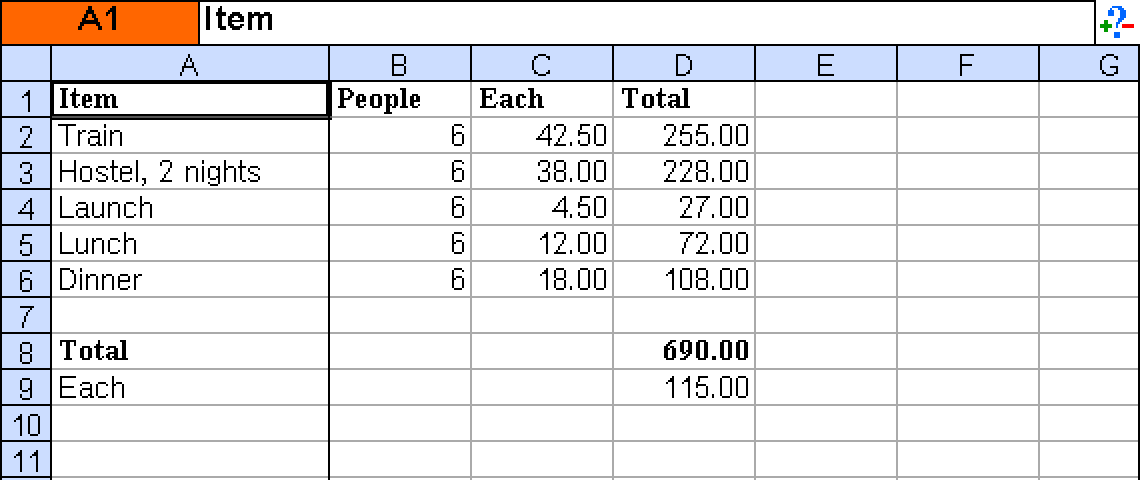 A1 Item
A B C D E F G
1 Item People Each Total
2 Train 6 42.50 255.00
3 Hostel, 2 nights 6 38.00 228.00
4 Launch 6 4.50 27.00
5 Lunch 6 12.00 72.00
6 Dinner 6 18.00 108.00
7
8 Total 690.00
9 Each 115.00
10
11